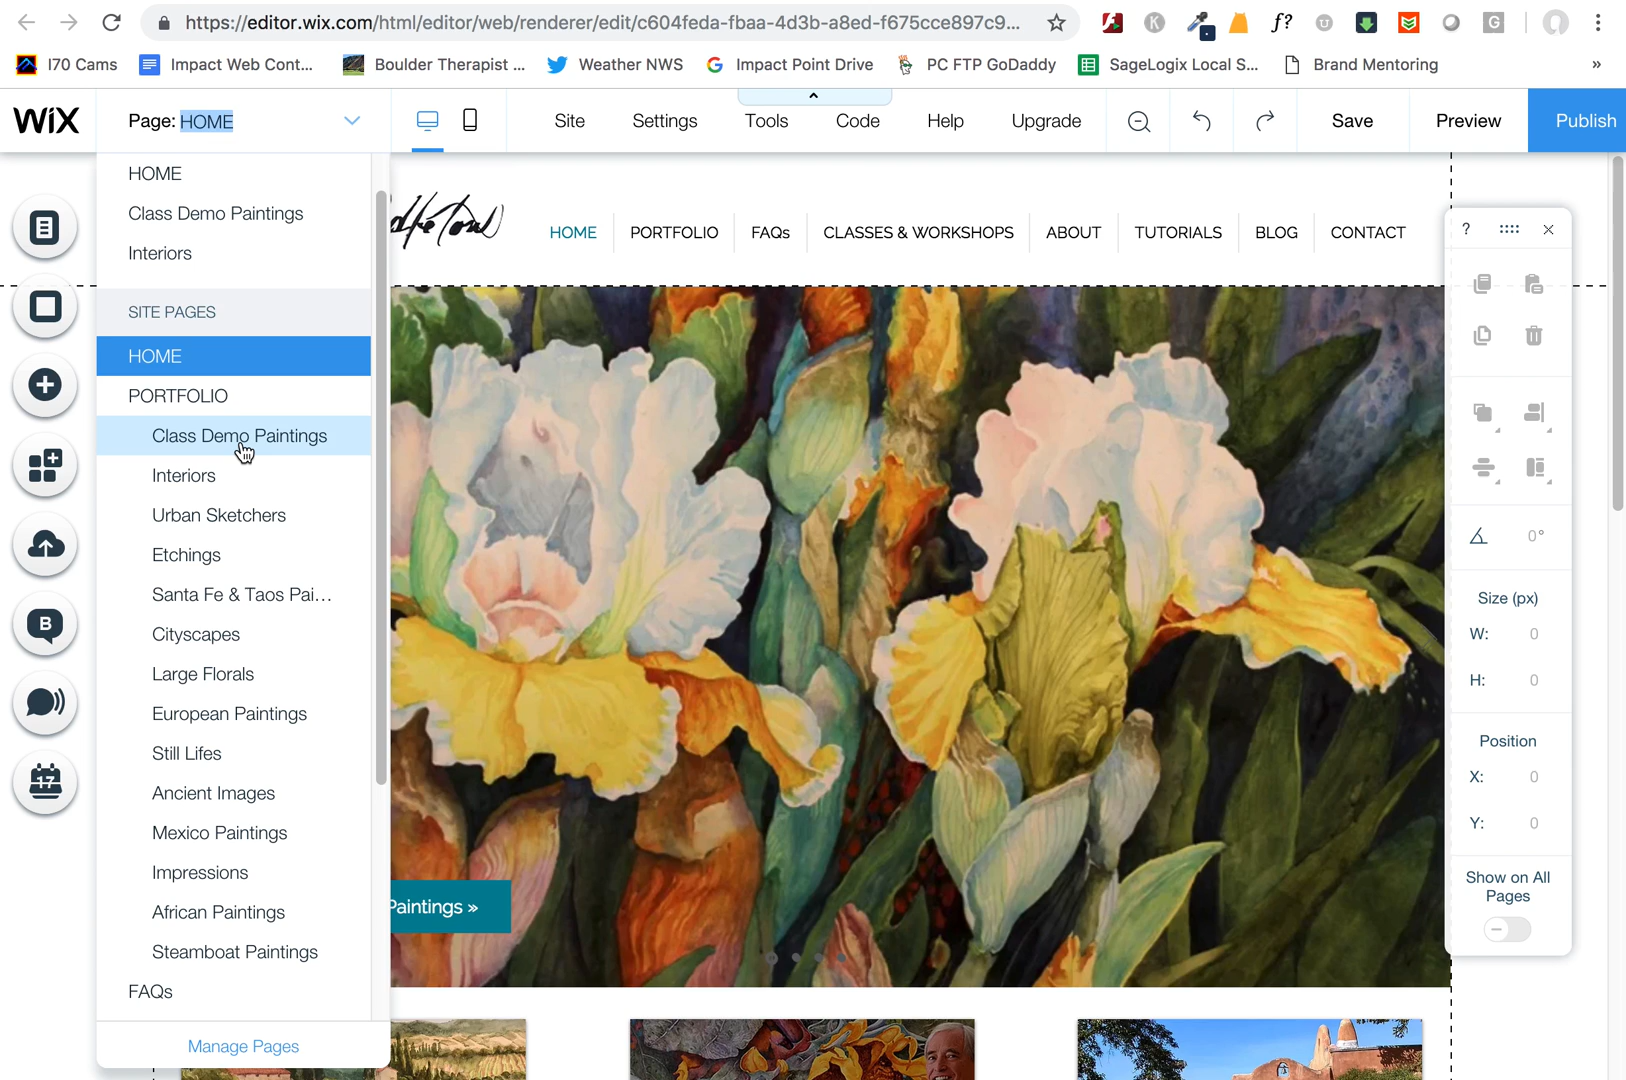 https://editor.wix.com/html/editor/web/renderer/edit/c604feda-fbaa-4d3b-a8ed-f675cce897c9...
K
f?
U
G
I70 Cams
Impact Web Cont...
Boulder Therapist ...
Weather NWS
Impact Point Drive
PC FTP GoDaddy
SageLogix Local S...
Brand Mentoring
»
WiX
Page: HOME
Site
Settings
Tools
Code
Help
Upgrade
Save
Preview
Publish
HOME
Class Demo Paintings
Interiors
SITE PAGES
HOME
PORTFOLIO
Class Demo Paintings
Interiors
Urban Sketchers
Etchings
Santa Fe & Taos Pai...
Cityscapes
Large Florals
European Paintings
Still Lifes
Ancient Images
Mexico Paintings
Impressions
African Paintings
Steamboat Paintings
FAQs
Manage Pages
B
17
HOME
PORTFOLIO
FAQs
CLASSES & WORKSHOPS
ABOUT
TUTORIALS
BLOG
CONTACT
Paintings »
?
0°
Size (px)
W: 0
H: 0
Position
X: 0
Y: 0
Show on All
Pages